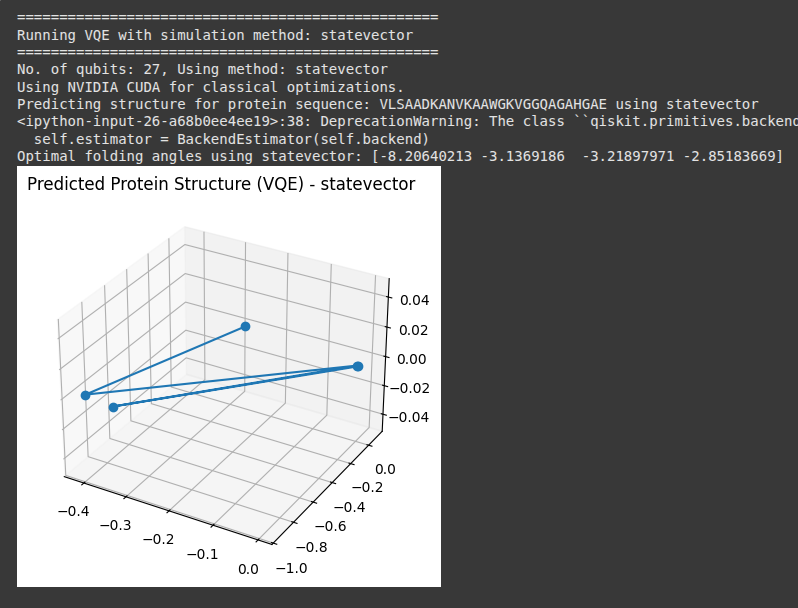 ==================================================
Running VQE with simulation method: statevector
==================================================
No. of qubits: 27, Using method: statevector
Using NVIDIA CUDA for classical optimizations.
Predicting structure for protein sequence: VLSAADKANVKAAWGKVGGQAGAHGAE using statevector
<ipython-input-26-a68b0ee4ee19>:38: DeprecationWarning: The class ``qiskit.primitives.backend
  self.estimator = BackendEstimator(self.backend)
Optimal folding angles using statevector: [-8.20640213 -3.1369186  -3.21897971 -2.85183669]
Predicted Protein Structure (VQE) - statevector
0.04
0.02
0.00
−0.02
−0.04
0.0
−0.2
−0.4
−0.6
−0.8
−1.0
−0.4
−0.3
−0.2
−0.1
0.0